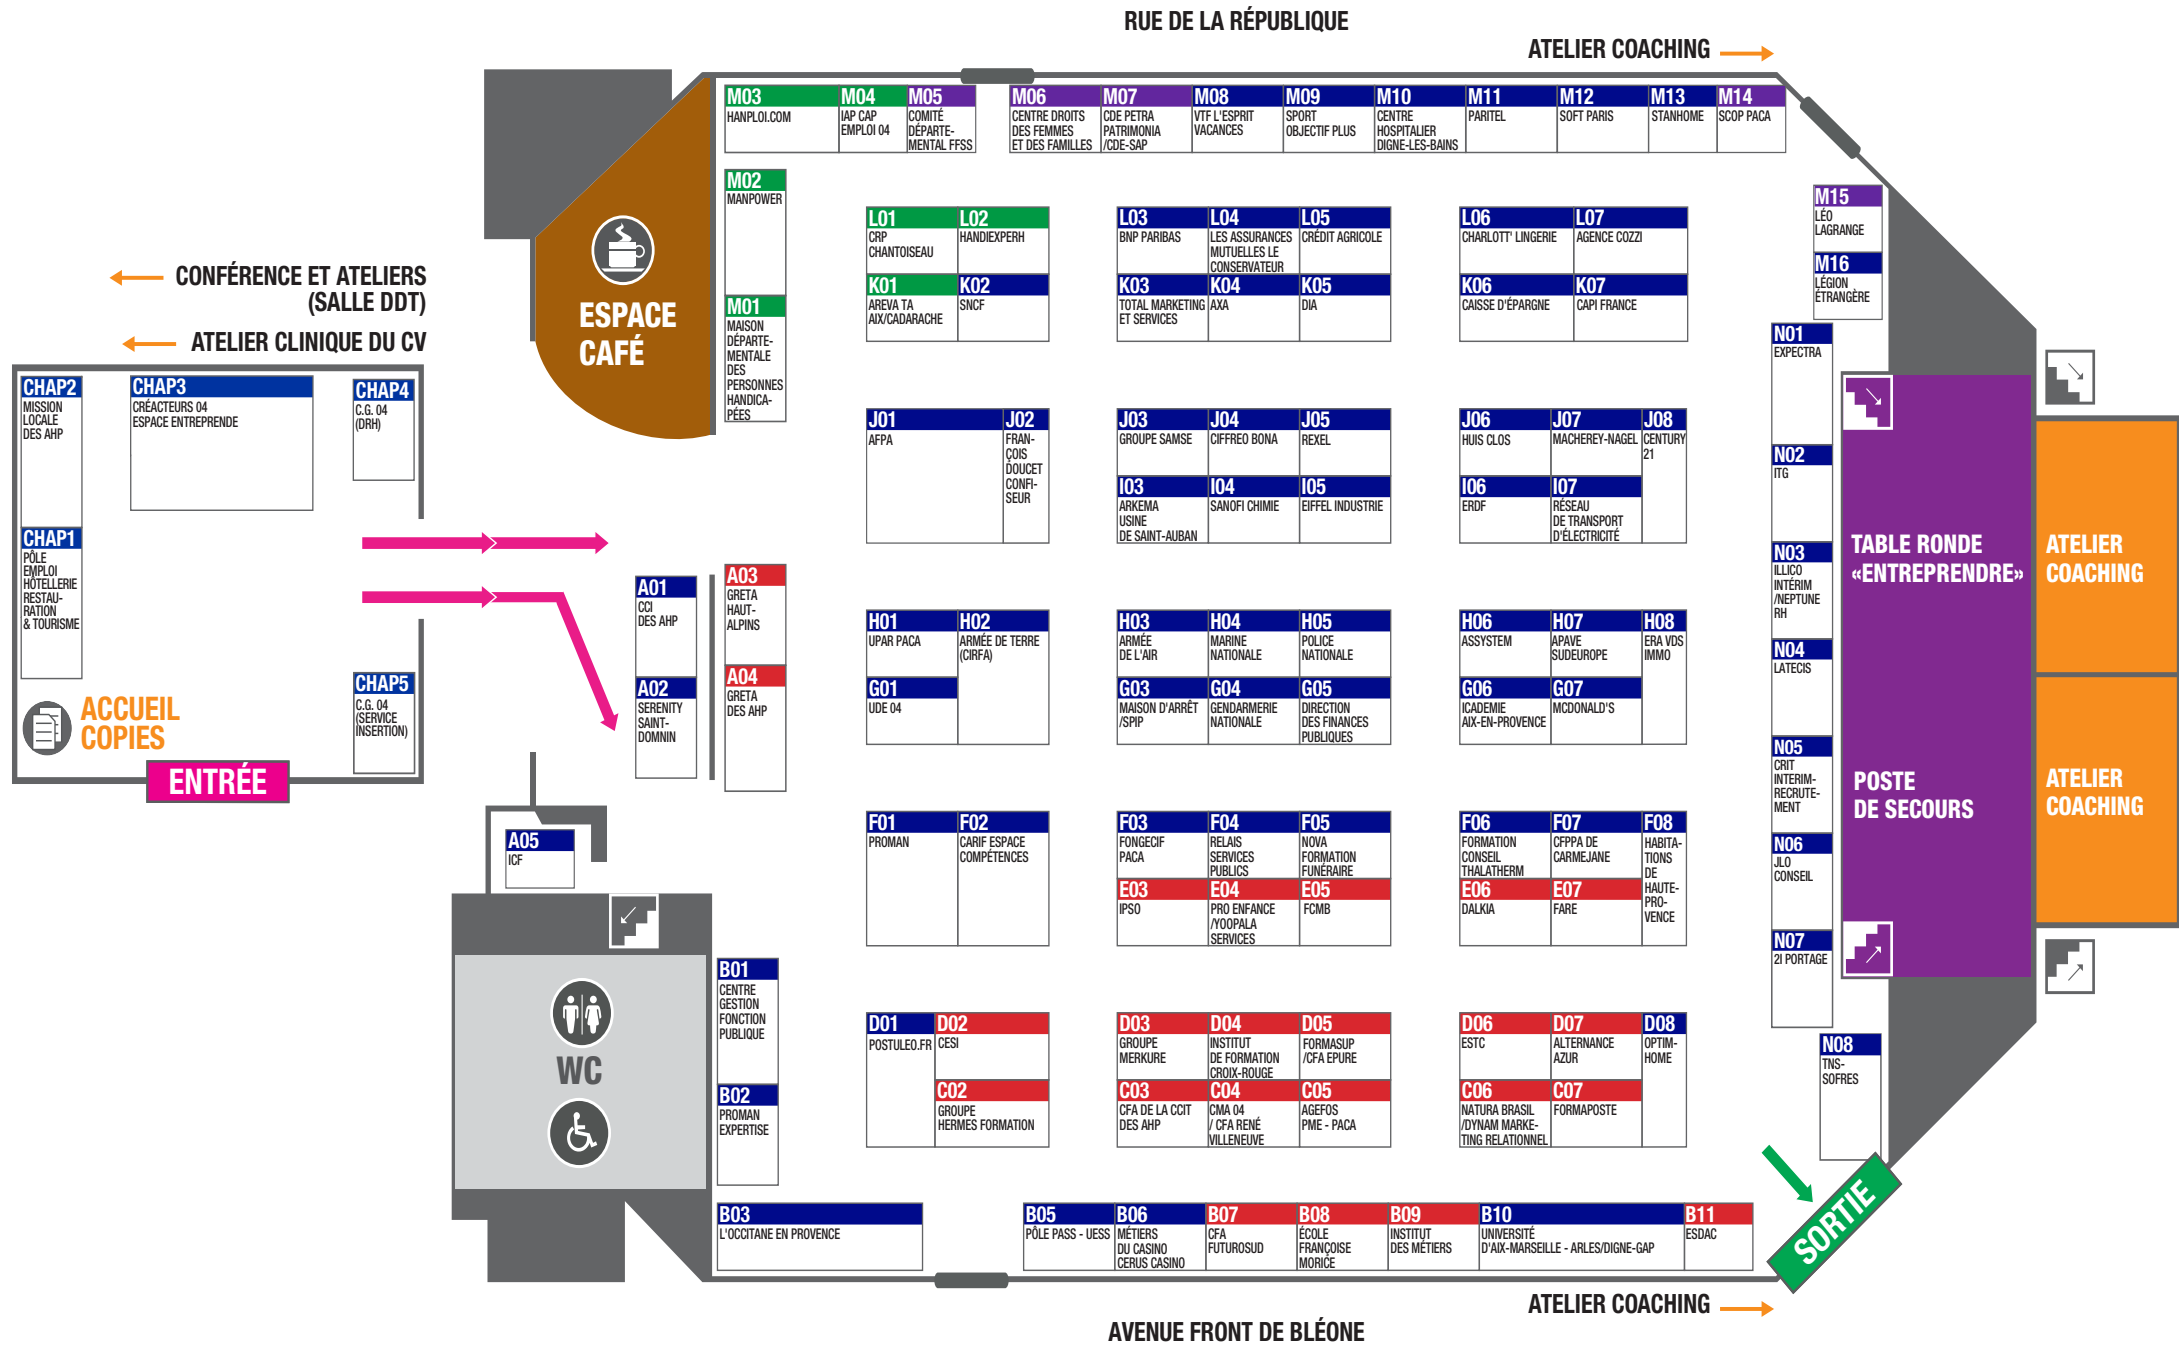 RUE DE LA RÉPUBLIQUE
ATELIER COACHING
M03
HANPLOI.COM
M04
IAP CAP
EMPLOI 04
M05
COMITÉ
DÉPARTE-
MENTAL FFSS
M06
CENTRE DROITS
DES FEMMES
ET DES FAMILLES
M07
CDE PETRA
PATRIMONIA
/CDE-SAP
M08
VTF L'ESPRIT
VACANCES
M09
SPORT
OBJECTIF PLUS
M10
CENTRE
HOSPITALIER
DIGNE-LES-BAINS
M11
PARITEL
M12
SOFT PARIS
M13
STANHOME
M14
SCOP PACA
M02
MANPOWER
M01
MAISON
DÉPARTE-
MENTALE
DES
PERSONNES
HANDICA-
PÉES
M15
LÉO
LAGRANGE
M16
LÉGION
ÉTRANGÈRE
ESPACE
CAFÉ
CONFÉRENCE ET ATELIERS
(SALLE DDT)
ATELIER CLINIQUE DU CV
L01
CRP
CHANTOISEAU
L02
HANDIEXPERH
K01
AREVA TA
AIX/CADARACHE
K02
SNCF
L03
BNP PARIBAS
L04
LES ASSURANCES
MUTUELLES LE
CONSERVATEUR
L05
CRÉDIT AGRICOLE
K03
TOTAL MARKETING
ET SERVICES
K04
AXA
K05
DIA
L06
CHARLOTT' LINGERIE
L07
AGENCE COZZI
K06
CAISSE D'ÉPARGNE
K07
CAPI FRANCE
CHAP2
MISSION
LOCALE
DES AHP
CHAP3
CRÉACTEURS 04
ESPACE ENTREPRENDE
CHAP4
C.G. 04
(DRH)
CHAP1
PÔLE
EMPLOI
HÔTELLERIE
RESTAU-
RATION
& TOURISME
CHAP5
C.G. 04
(SERVICE
INSERTION)
ACCUEIL
COPIES
ENTRÉE
J01
AFPA
J02
FRAN-
ÇOIS
DOUCET
CONFI-
SEUR
J03
GROUPE SAMSE
J04
CIFFREO BONA
J05
REXEL
I03
ARKEMA
USINE
DE SAINT-AUBAN
I04
SANOFI CHIMIE
I05
EIFFEL INDUSTRIE
J06
HUIS CLOS
J07
MACHEREY-NAGEL
J08
CENTURY
21
I06
ERDF
I07
RÉSEAU
DE TRANSPORT
D'ÉLECTRICITÉ
N01
EXPECTRA
N02
ITG
N03
ILLICO
INTÉRIM
/NEPTUNE
RH
N04
LATECIS
N05
CRIT
INTERIM-
RECRUTE-
MENT
N06
JLO
CONSEIL
N07
2I PORTAGE
N08
TNS-
SOFRES
TABLE RONDE
«ENTREPRENDRE»
POSTE
DE SECOURS
ATELIER
COACHING
ATELIER
COACHING
A01
CCI
DES AHP
A02
SERENITY
SAINT-
DOMNIN
A03
GRETA
HAUT-
ALPINS
A04
GRETA
DES AHP
A05
ICF
H01
UPAR PACA
H02
ARMÉE DE TERRE
(CIRFA)
G01
UDE 04
H03
ARMÉE
DE L'AIR
H04
MARINE
NATIONALE
H05
POLICE
NATIONALE
G03
MAISON D'ARRÊT
/SPIP
G04
GENDARMERIE
NATIONALE
G05
DIRECTION
DES FINANCES
PUBLIQUES
H06
ASSYSTEM
H07
APAVE
SUDEUROPE
H08
ERA VDS
IMMO
G06
ICADEMIE
AIX-EN-PROVENCE
G07
MCDONALD'S
F01
PROMAN
F02
CARIF ESPACE
COMPÉTENCES
F03
FONGECIF
PACA
F04
RELAIS
SERVICES
PUBLICS
F05
NOVA
FORMATION
FUNÉRAIRE
E03
IPSO
E04
PRO ENFANCE
/YOOPALA
SERVICES
E05
FCMB
F06
FORMATION
CONSEIL
THALATHERM
F07
CFPPA DE
CARMEJANE
F08
HABITA-
TIONS
DE
HAUTE-
PRO-
VENCE
E06
DALKIA
E07
FARE
WC
B01
CENTRE
GESTION
FONCTION
PUBLIQUE
B02
PROMAN
EXPERTISE
D01
POSTULEO.FR
D02
CESI
C02
GROUPE
HERMES FORMATION
D03
GROUPE
MERKURE
D04
INSTITUT
DE FORMATION
CROIX-ROUGE
D05
FORMASUP
/CFA EPURE
C03
CFA DE LA CCIT
DES AHP
C04
CMA 04
/ CFA RENÉ
VILLENEUVE
C05
AGEFOS
PME - PACA
D06
ESTC
D07
ALTERNANCE
AZUR
D08
OPTIM-
HOME
C06
NATURA BRASIL
/DYNAM MARKE-
TING RELATIONNEL
C07
FORMAPOSTE
B03
L'OCCITANE EN PROVENCE
B05
PÔLE PASS - UESS
B06
MÉTIERS
DU CASINO
CERUS CASINO
B07
CFA
FUTUROSUD
B08
ÉCOLE
FRANÇOISE
MORICE
B09
INSTITUT
DES MÉTIERS
B10
UNIVERSITÉ
D'AIX-MARSEILLE - ARLES/DIGNE-GAP
B11
ESDAC
SORTIE
ATELIER COACHING
AVENUE FRONT DE BLÉONE